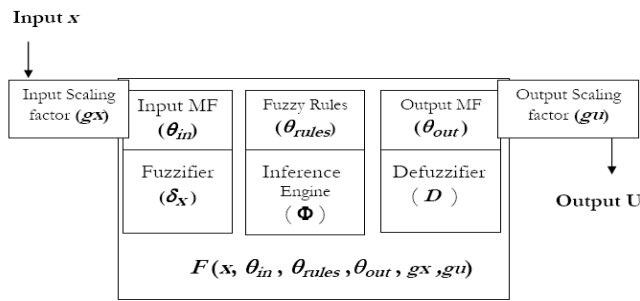 Input x
Input Scaling
factor (gx)
Input MF
(θin)
Fuzzifier
(δx)
Fuzzy Rules
(θrules)
Inference
Engine
( Φ )
Output MF
(θout)
Defuzzifier
( D )
Output Scaling
factor (gu)
Output U
F (x, θin , θrules ,θout , gx ,gu)